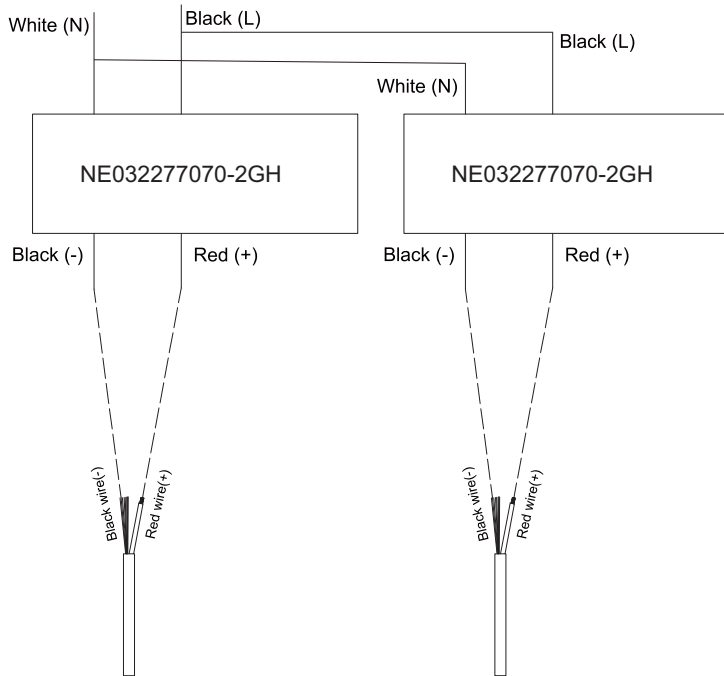 White (N)
Black (L)
Black (L)
White (N)
NE032277070-2GH
NE032277070-2GH
Black (-)
Red (+)
Black (-)
Red (+)
Black wire(-)
Red wire(+)
Black wire(-)
Red wire(+)